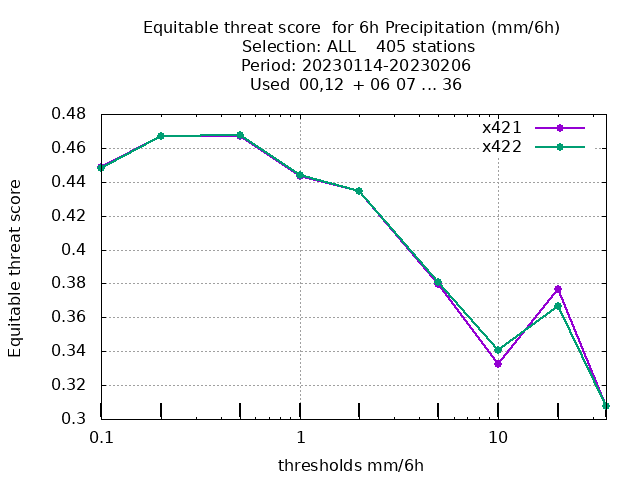 Equitable threat score  for 6h Precipitation (mm/6h)
Selection: ALL    405 stations
Period: 20230114-20230206
Used  00,12  + 06 07 ... 36
x421
x422
0.48
0.46
0.44
0.42
0.4
0.38
0.36
0.34
0.32
0.3
Equitable threat score
0.1
1
10
thresholds mm/6h